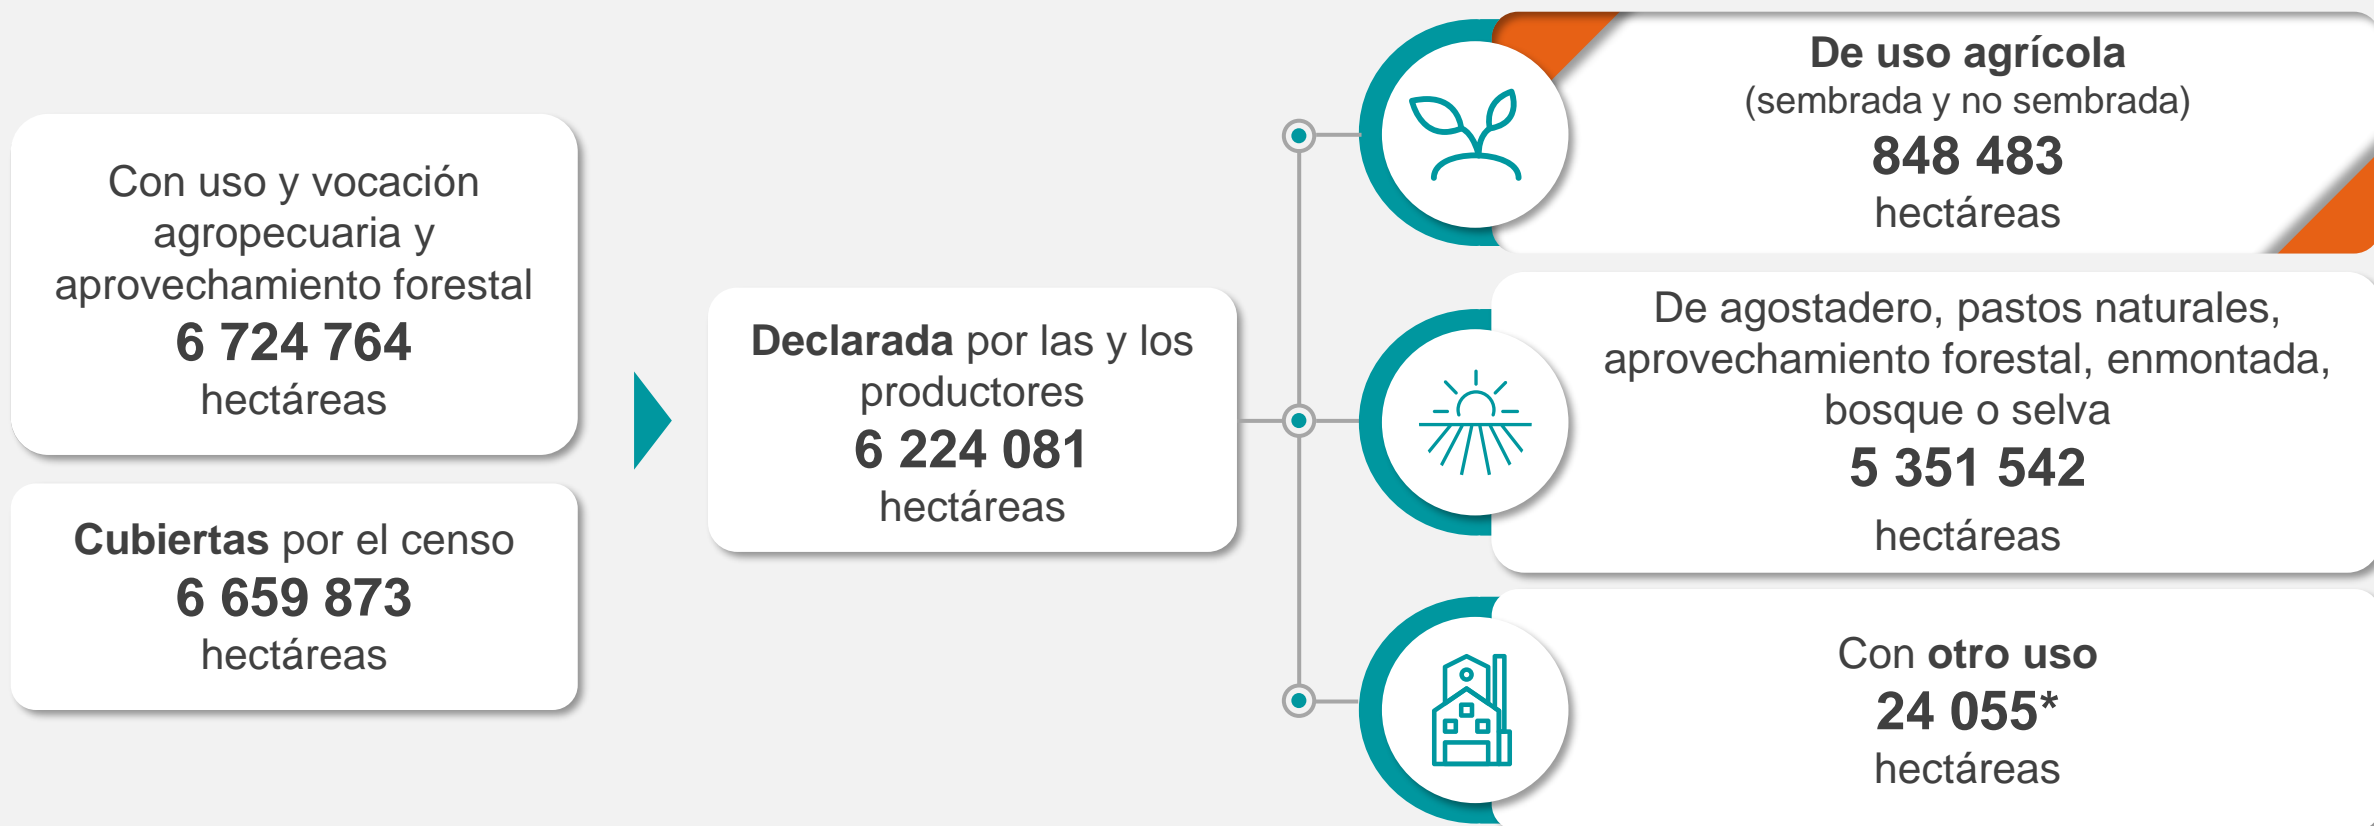 Con uso y vocación
agropecuaria y
aprovechamiento forestal
6 724 764
hectáreas
Cubiertas por el censo
6 659 873
hectáreas
Declarada por las y los
productores
6 224 081
hectáreas
De uso agrícola
(sembrada y no sembrada)
848 483
hectáreas
De agostadero, pastos naturales,
aprovechamiento forestal, enmontada,
bosque o selva
5 351 542
hectáreas
Con otro uso
24 055*
hectáreas